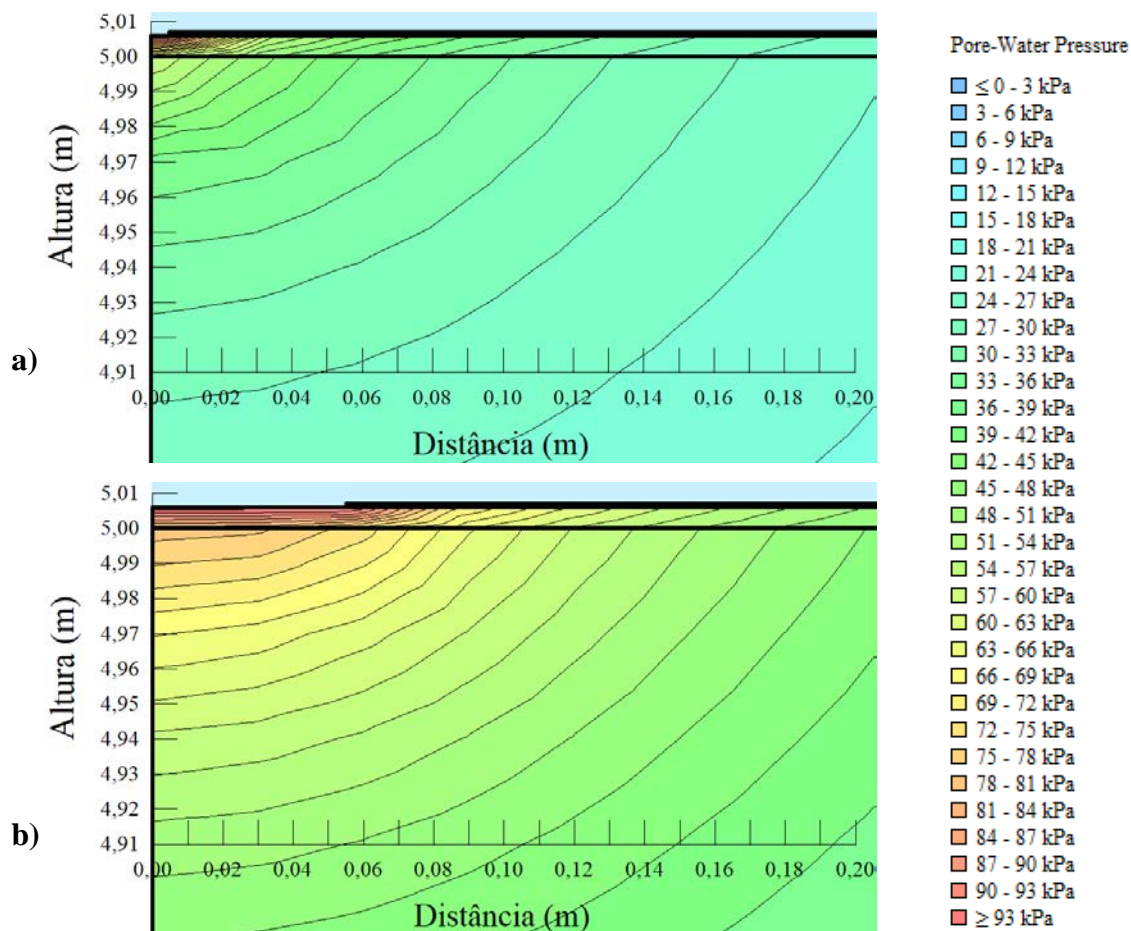 5,01
5,00
4,99
4,98
4,97
4,96
4,95
4,94
4,93
4,92
4,91
Altura (m)
a)
0,00 0,02 0,04 0,06 0,08 0,10 0,12 0,14 0,16 0,18 0,20
Distância (m)
5,01
5,00
4,99
4,98
4,97
4,96
4,95
4,94
4,93
4,92
4,91
Altura (m)
b)
0,00 0,02 0,04 0,06 0,08 0,10 0,12 0,14 0,16 0,18 0,20
Distância (m)
Pore-Water Pressure
≤ 0 - 3 kPa
3 - 6 kPa
6 - 9 kPa
9 - 12 kPa
12 - 15 kPa
15 - 18 kPa
18 - 21 kPa
21 - 24 kPa
24 - 27 kPa
27 - 30 kPa
30 - 33 kPa
33 - 36 kPa
36 - 39 kPa
39 - 42 kPa
42 - 45 kPa
45 - 48 kPa
48 - 51 kPa
51 - 54 kPa
54 - 57 kPa
57 - 60 kPa
60 - 63 kPa
63 - 66 kPa
66 - 69 kPa
69 - 72 kPa
72 - 75 kPa
75 - 78 kPa
78 - 81 kPa
81 - 84 kPa
84 - 87 kPa
87 - 90 kPa
90 - 93 kPa
≥ 93 kPa